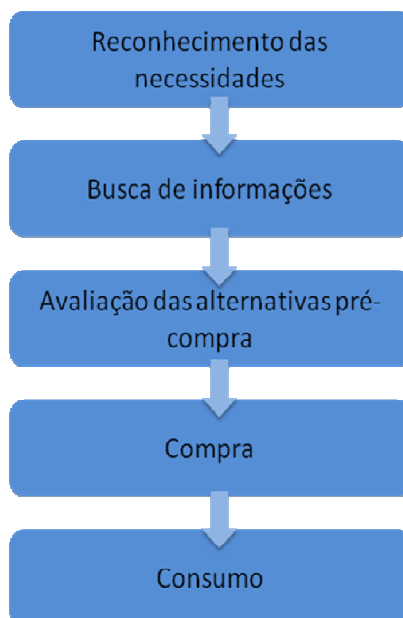 Reconhecimento das
necessidades
Busca de informações
Avaliação das alternativas pré-
compra
Compra
Consumo